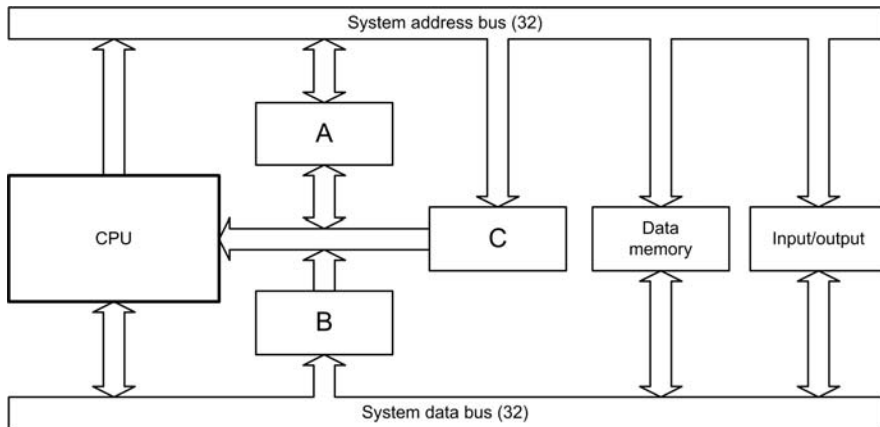 System address bus (32)
A
CPU
C
Data
memory
Input/output
B
System data bus (32)